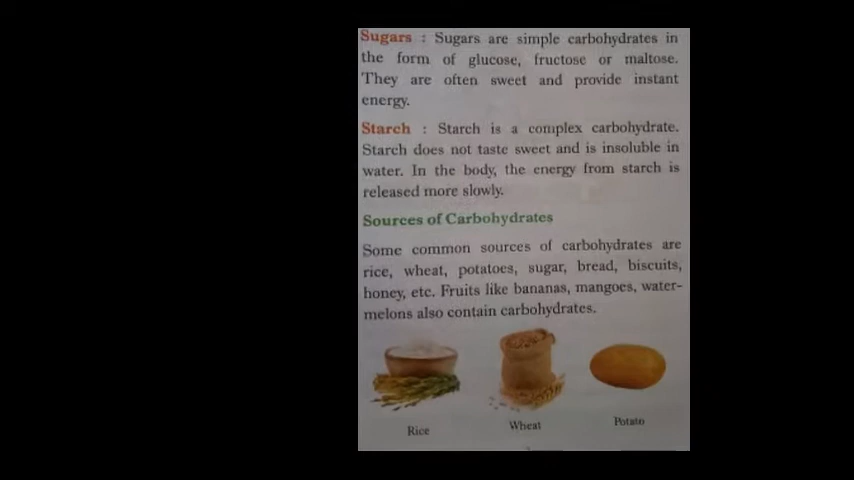 Sugars : Sugars are simple carbohydrates in
the form of glucose, fructose or maltose.
They are often sweet and provide instant
energy.
Starch : Starch is a complex carbohydrate.
Starch does not taste sweet and is insoluble in
water. In the body, the energy from starch is
released more slowly.
Sources of Carbohydrates
Some common sources of carbohydrates are
rice, wheat, potatoes, sugar, bread, biscuits,
honey, etc. Fruits like bananas, mangoes, water-
melons also contain carbohydrates.
Rice Wheat Potato